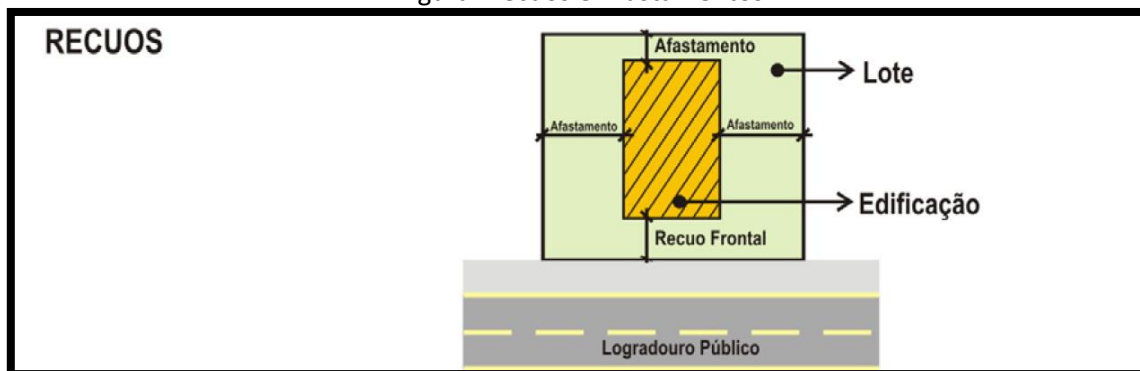 RECUOS
Afastamento
Lote
Afastamento
Afastamento
Edificação
Recuo Frontal
Logradouro Público